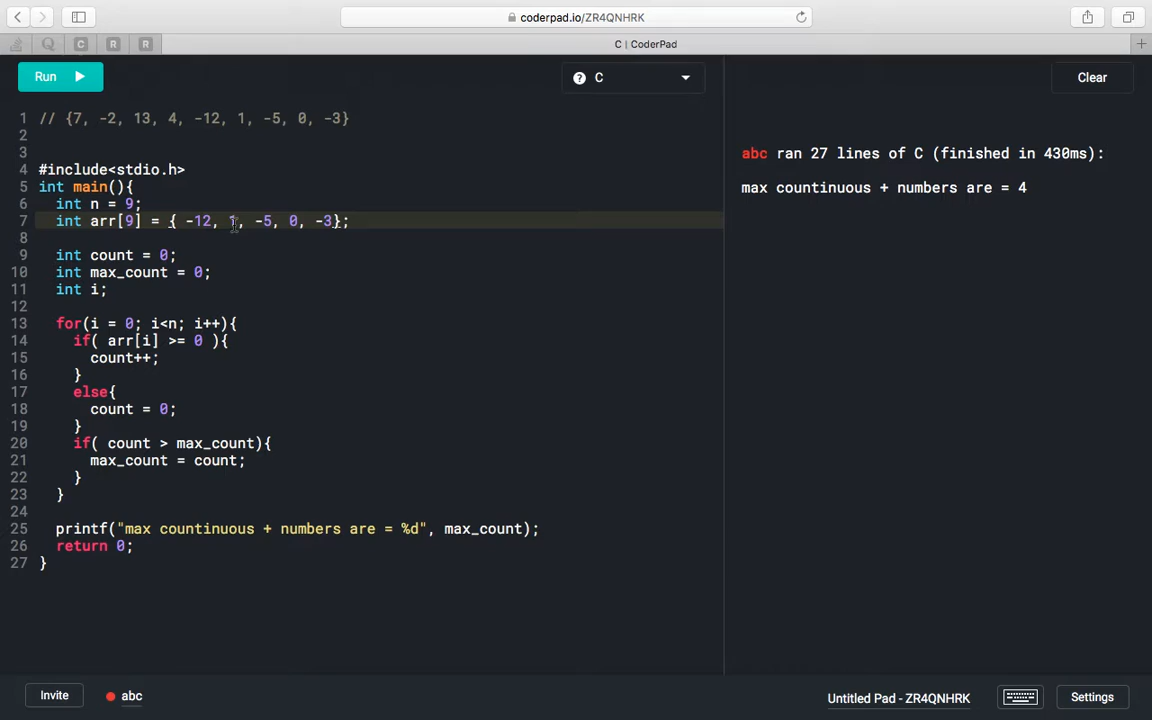 coderpad.io/ZR4QNHRK
C | CoderPad
Run
C
Clear
1 // {7, -2, 13, 4, -12, 1, -5, 0, -3}
2
3
4 #include<stdio.h>
5 int main(){
6 int n = 9;
7 int arr[9] = { -12, 1, -5, 0, -3};
8
9 int count = 0;
10 int max_count = 0;
11 int i;
12
13 for(i = 0; i<n; i++){
14 if( arr[i] >= 0 ){
15 count++;
16 }
17 else{
18 count = 0;
19 }
20 if( count > max_count){
21 max_count = count;
22 }
23 }
24
25 printf("max countinuous + numbers are = %d", max_count);
26 return 0;
27 }
abc ran 27 lines of C (finished in 430ms):
max countinuous + numbers are = 4
Invite
abc
Untitled Pad - ZR4QNHRK
Settings